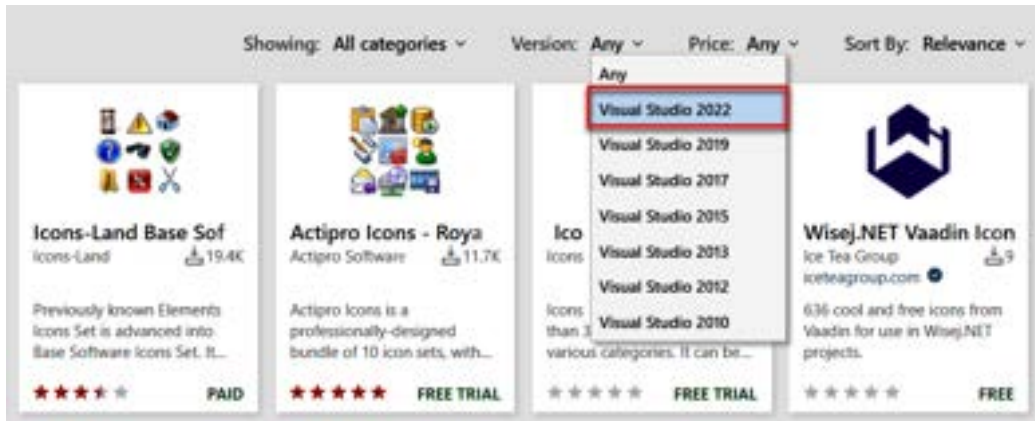 Showing: All categories Version: Any Price: Any Sort By: Relevance
Any
Visual Studio 2022
Visual Studio 2019
Visual Studio 2017
Visual Studio 2015
Visual Studio 2013
Visual Studio 2012
Visual Studio 2010
Icons-Land Base Sof
Icons-Land 19.4K
Previously known Elements
Icons Set is advanced into
Base Software Icons Set. It...
PAID
Actipro Icons - Roya
Actipro Software 11.7K
Actipro Icons is a
professionally-designed
bundle of 10 icon sets, with...
FREE TRIAL
Ico
Icons
Icons
than 3
various categories. It can be...
FREE TRIAL
Wisej.NET Vaadin Icon
Ice Tea Group 9
iceteagroup.com
636 cool and free icons from
Vaadin for use in Wisej.NET
projects.
FREE